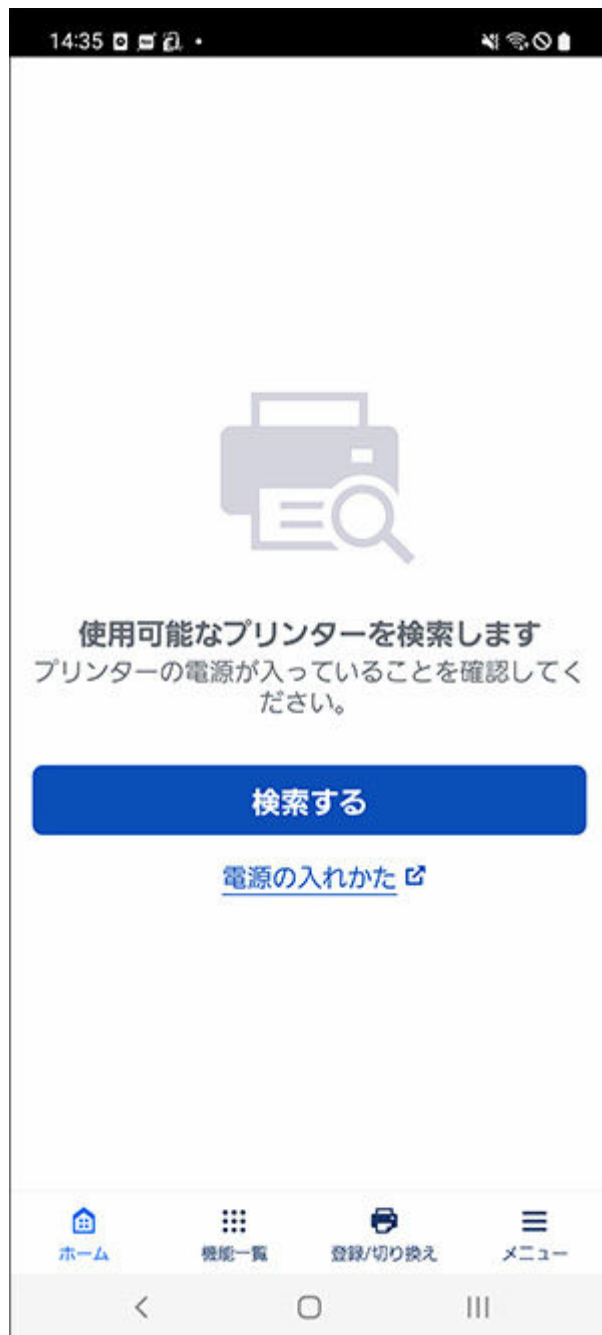 14:35
使用可能なプリンターを検索します
プリンターの電源が入っていることを確認してく
ださい。
検索する
電源の入れかた
ホーム 機能一覧 登録/切り換え メニュー